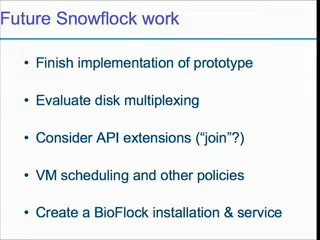 Future Snowflock work
• Finish implementation of prototype
• Evaluate disk multiplexing
• Consider API extensions ("join"?)
• VM scheduling and other policies
• Create a BioFlock installation & service